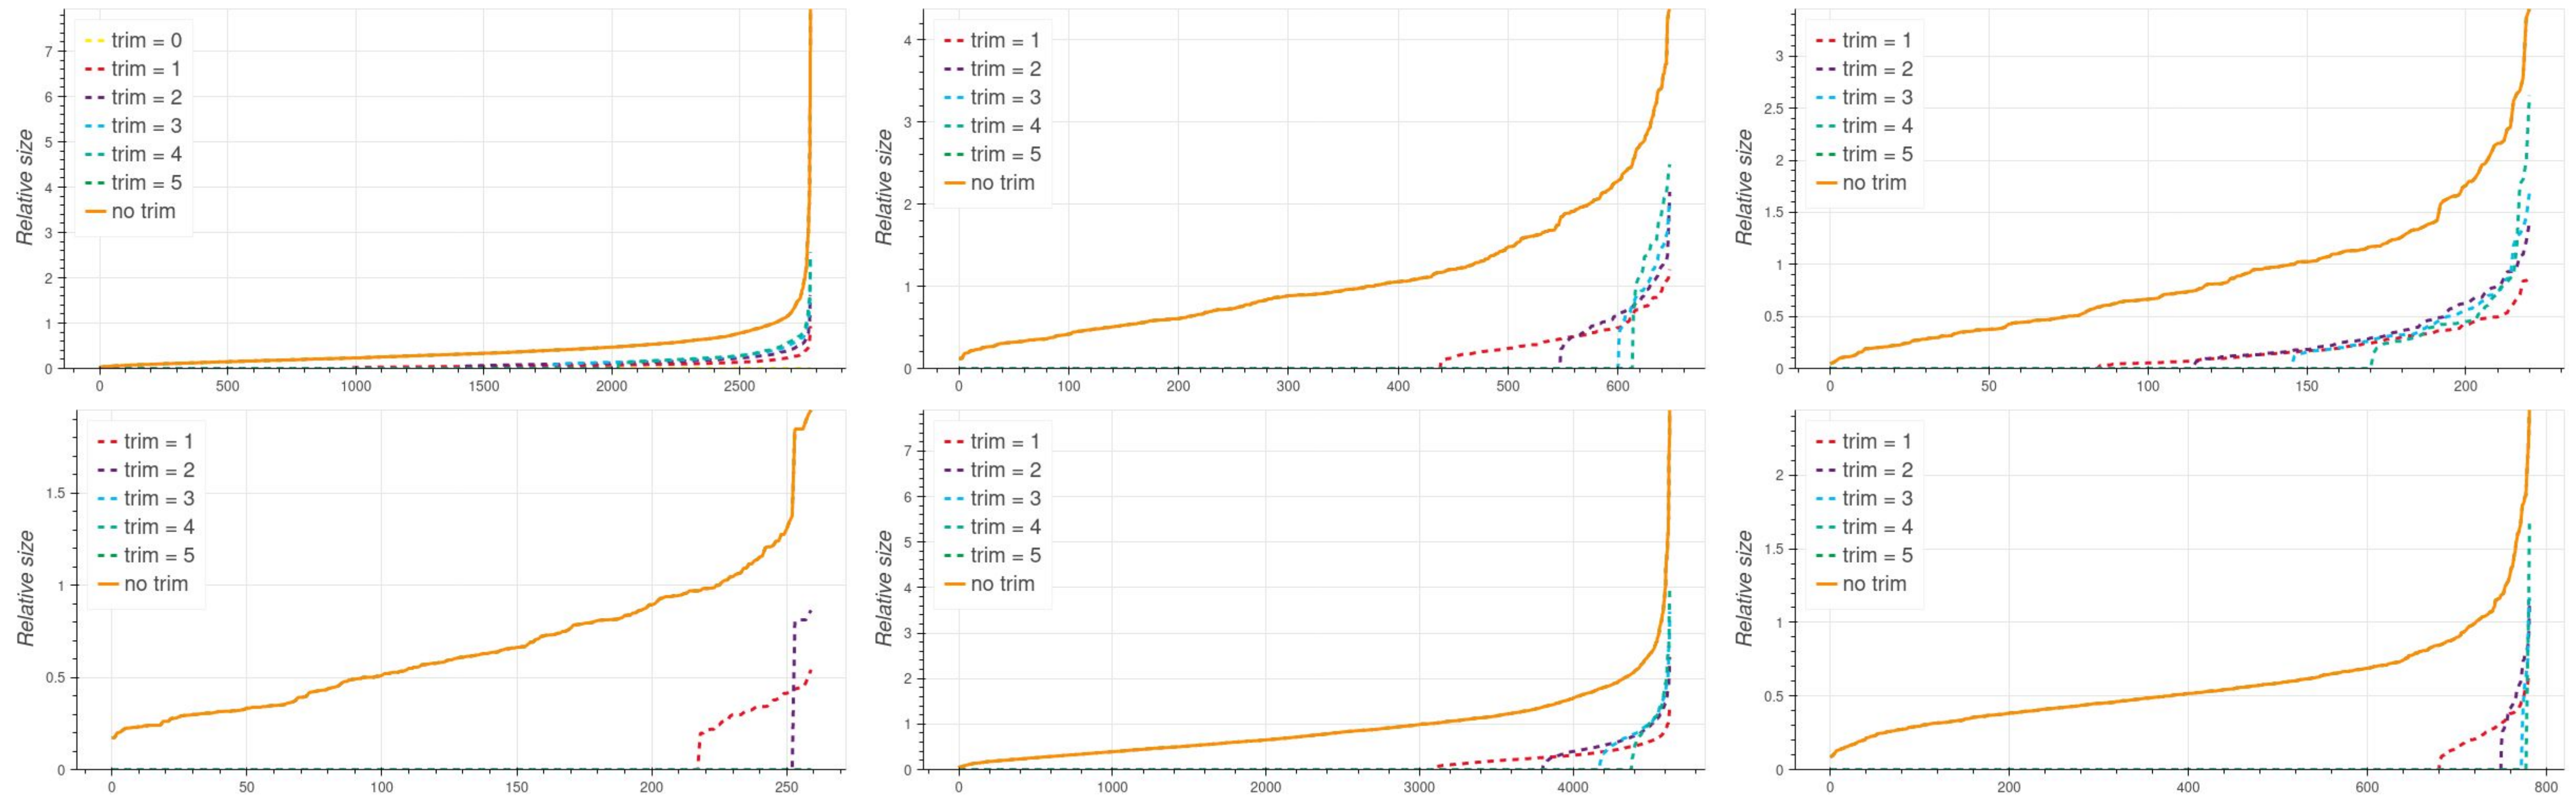 Relative size
7
6
5
4
3
2
1
0
trim = 0
trim = 1
trim = 2
trim = 3
trim = 4
trim = 5
no trim
0 500 1000 1500 2000 2500
Relative size
4
3
2
1
0
trim = 1
trim = 2
trim = 3
trim = 4
trim = 5
no trim
0 100 200 300 400 500 600
Relative size
3
2.5
2
1.5
1
0.5
0
trim = 1
trim = 2
trim = 3
trim = 4
trim = 5
no trim
0 50 100 150 200
Relative size
1.5
1
0.5
0
trim = 1
trim = 2
trim = 3
trim = 4
trim = 5
no trim
0 50 100 150 200 250
Relative size
7
6
5
4
3
2
1
0
trim = 1
trim = 2
trim = 3
trim = 4
trim = 5
no trim
0 1000 2000 3000 4000
Relative size
2
1.5
1
0.5
0
trim = 1
trim = 2
trim = 3
trim = 4
trim = 5
no trim
0 200 400 600 800